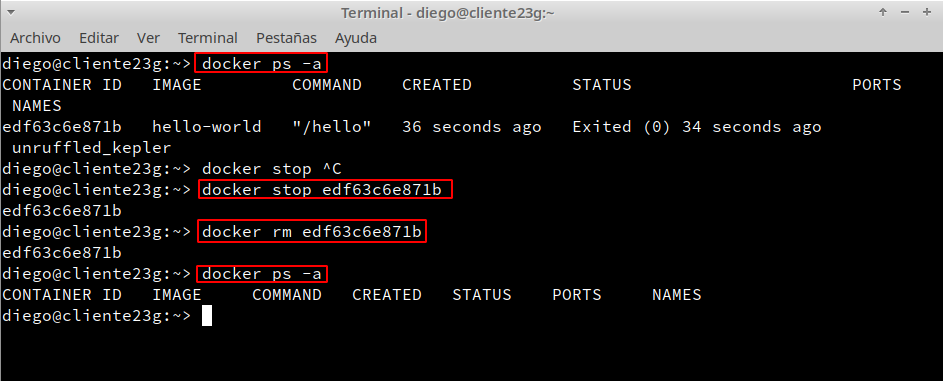 Terminal - diego@cliente23g:~
Archivo Editar Ver Terminal Pestañas Ayuda
diego@cliente23g:~> docker ps -a
CONTAINER ID   IMAGE         COMMAND    CREATED          STATUS                      PORTS
 NAMES
edf63c6e871b   hello-world   "/hello"   36 seconds ago   Exited (0) 34 seconds ago
 unruffled_kepler
diego@cliente23g:~> docker stop ^C
diego@cliente23g:~> docker stop edf63c6e871b
edf63c6e871b
diego@cliente23g:~> docker rm edf63c6e871b
edf63c6e871b
diego@cliente23g:~> docker ps -a
CONTAINER ID   IMAGE     COMMAND   CREATED   STATUS    PORTS     NAMES
diego@cliente23g:~>